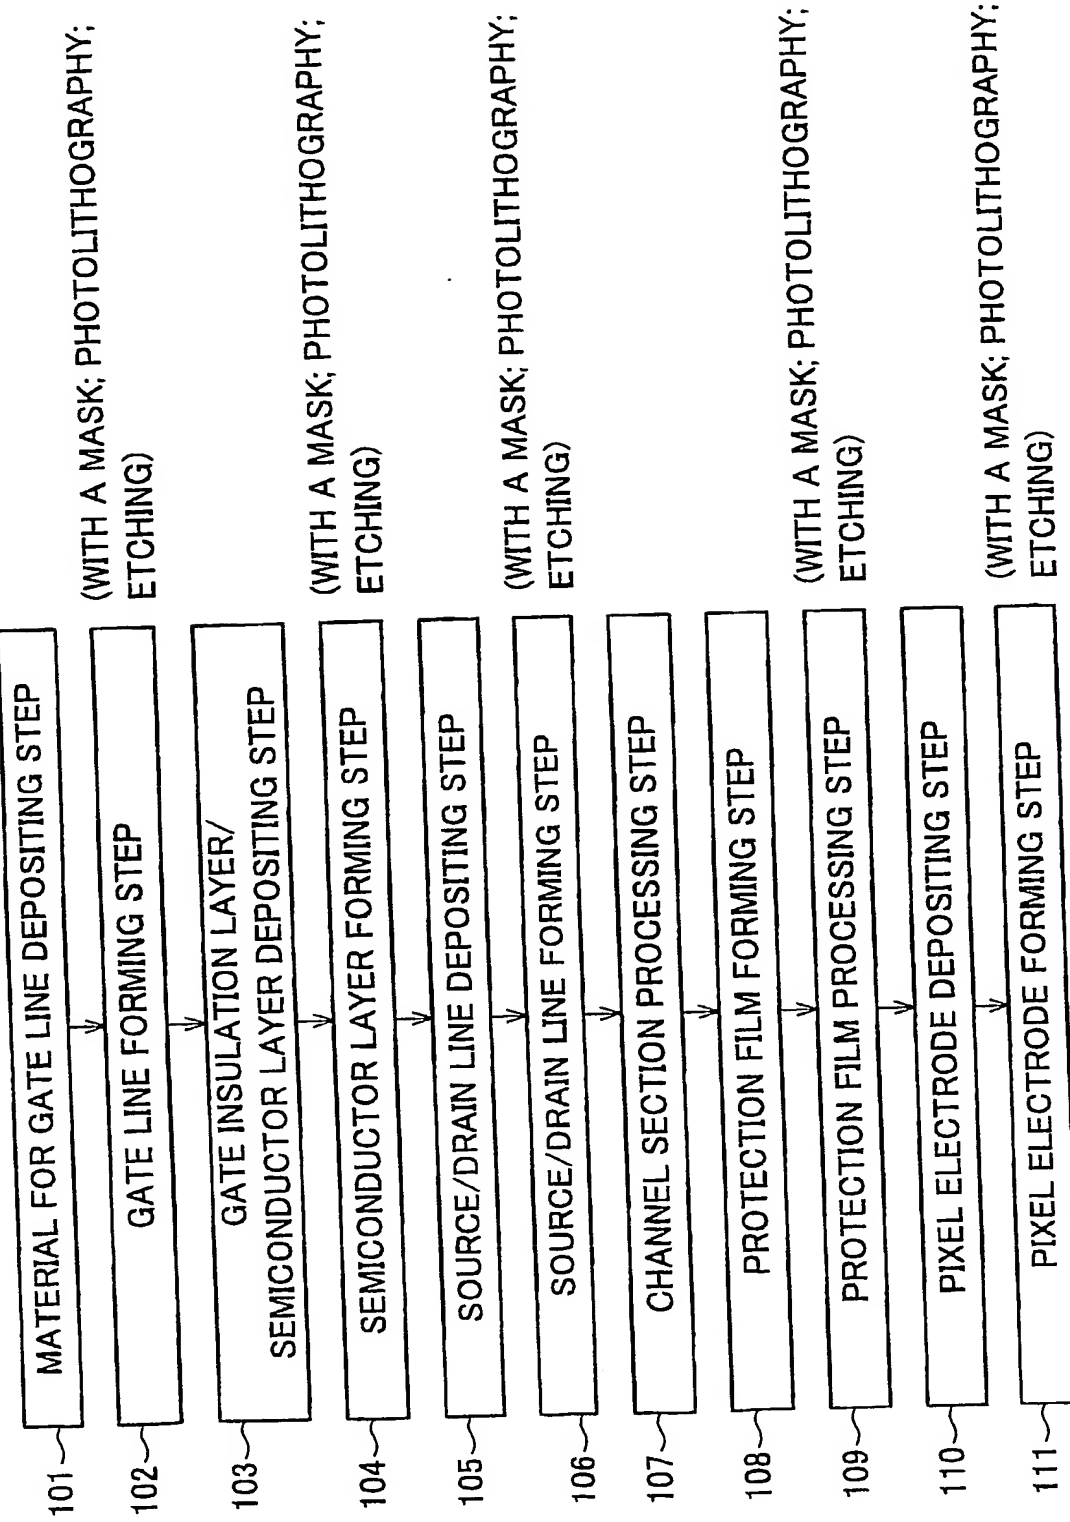 101
MATERIAL FOR GATE LINE DEPOSITING STEP
102
GATE LINE FORMING STEP
(WITH A MASK; PHOTOLITHOGRAPHY;
ETCHING)
103
GATE INSULATION LAYER/
SEMICONDUCTOR LAYER DEPOSITING STEP
104
SEMICONDUCTOR LAYER FORMING STEP
(WITH A MASK; PHOTOLITHOGRAPHY;
ETCHING)
105
SOURCE/DRAIN LINE DEPOSITING STEP
106
SOURCE/DRAIN LINE FORMING STEP
(WITH A MASK; PHOTOLITHOGRAPHY;
ETCHING)
107
CHANNEL SECTION PROCESSING STEP
108
PROTECTION FILM FORMING STEP
109
PROTECTION FILM PROCESSING STEP
(WITH A MASK; PHOTOLITHOGRAPHY;
ETCHING)
110
PIXEL ELECTRODE DEPOSITING STEP
111
PIXEL ELECTRODE FORMING STEP
(WITH A MASK; PHOTOLITHOGRAPHY;
ETCHING)